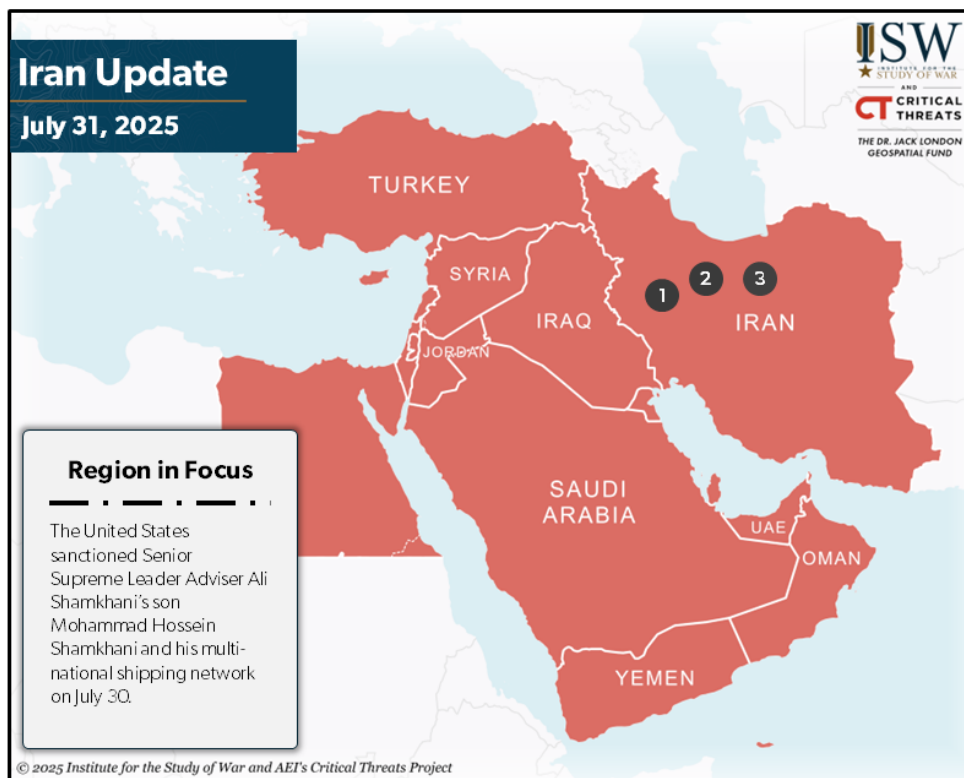 Iran Update
July 31, 2025
ISW
INSTITUTE FOR THE
STUDY OF WAR
AND
CT CRITICAL
THREATS
THE DR. JACK LONDON
GEOSPATIAL FUND
TURKEY
SYRIA
1
2
3
IRAQ
IRAN
JORDAN
Region in Focus
The United States
sanctioned Senior
Supreme Leader Adviser Ali
Shamkhani’s son
Mohammad Hossein
Shamkhani and his multi-
national shipping network
on July 30.
SAUDI
ARABIA
UAE
OMAN
YEMEN
© 2025 Institute for the Study of War and AEI's Critical Threats Project